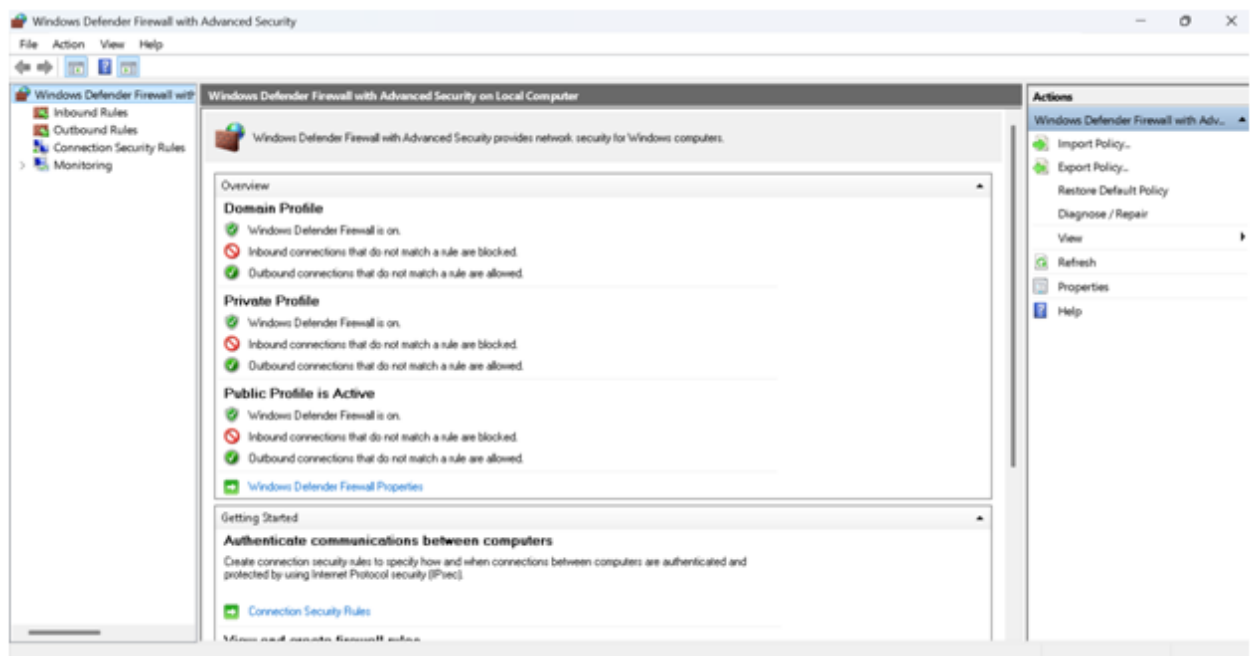 Windows Defender Firewall with Advanced Security
File Action View Help
Windows Defender Firewall with
Inbound Rules
Outbound Rules
Connection Security Rules
Monitoring
Windows Defender Firewall with Advanced Security on Local Computer
Windows Defender Firewall with Advanced Security provides network security for Windows computers.
Overview
Domain Profile
Windows Defender Firewall is on.
Inbound connections that do not match a rule are blocked.
Outbound connections that do not match a rule are allowed.
Private Profile
Windows Defender Firewall is on.
Inbound connections that do not match a rule are blocked.
Outbound connections that do not match a rule are allowed.
Public Profile is Active
Windows Defender Firewall is on.
Inbound connections that do not match a rule are blocked.
Outbound connections that do not match a rule are allowed.
Windows Defender Firewall Properties
Getting Started
Authenticate communications between computers
Create connection security rules to specify how and when connections between computers are authenticated and
protected by using Internet Protocol security (IPsec).
Connection Security Rules
View and create firewall rules
Actions
Windows Defender Firewall with Adv...
Import Policy...
Export Policy...
Restore Default Policy
Diagnose / Repair
View
Refresh
Properties
Help